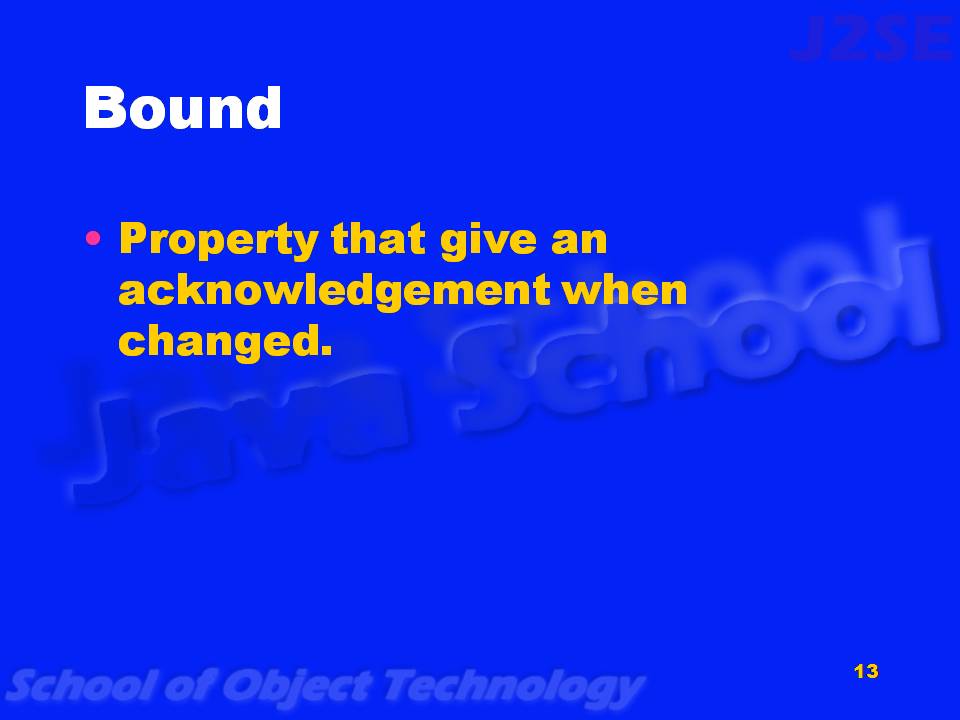 J2SE
Bound
• Property that give an
acknowledgement when
changed.
Java School
School of Object Technology
13